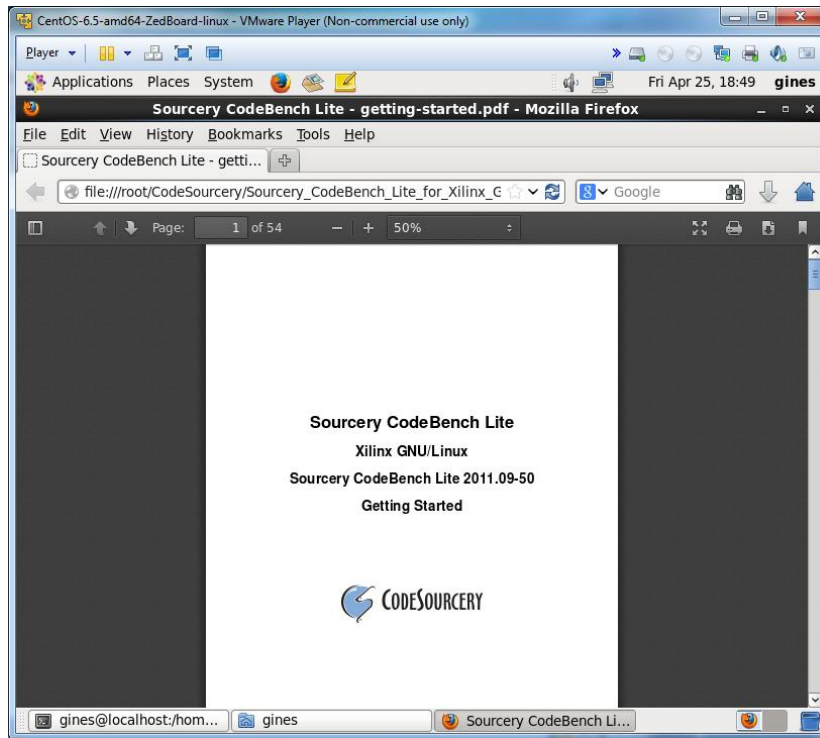 CentOS-6.5-amd64-ZedBoard-linux - VMware Player (Non-commercial use only)
Player
Applications Places System Fri Apr 25, 18:49 gines
Sourcery CodeBench Lite - getting-started.pdf - Mozilla Firefox
File Edit View History Bookmarks Tools Help
Sourcery CodeBench Lite - getti...
file:///root/CodeSourcery/Sourcery_CodeBench_Lite_for_Xilinx_G Google
Page: 1 of 54 50%
Sourcery CodeBench Lite
Xilinx GNU/Linux
Sourcery CodeBench Lite 2011.09-50
Getting Started
CODESOURCERY
gines@localhost:/hom... gines Sourcery CodeBench Li...